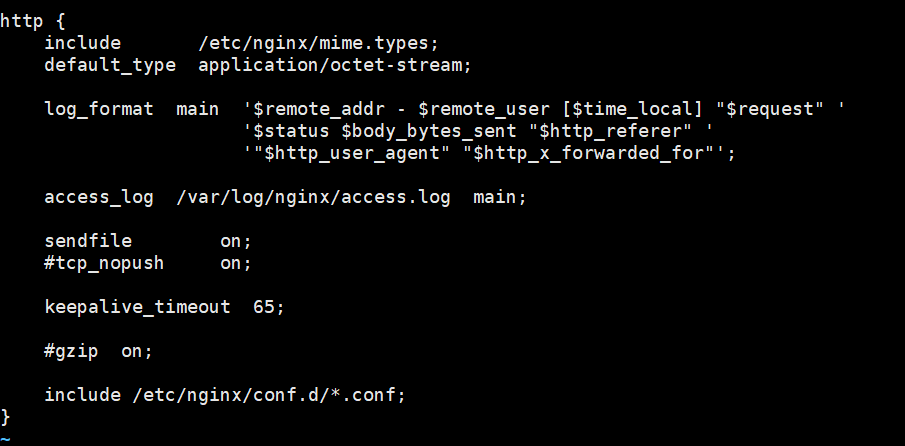 http {
    include       /etc/nginx/mime.types;
    default_type  application/octet-stream;

    log_format  main  '$remote_addr - $remote_user [$time_local] "$request" '
                      '$status $body_bytes_sent "$http_referer" '
                      '"$http_user_agent" "$http_x_forwarded_for"';

    access_log  /var/log/nginx/access.log  main;

    sendfile        on;
    #tcp_nopush     on;

    keepalive_timeout  65;

    #gzip  on;

    include /etc/nginx/conf.d/*.conf;
}
~